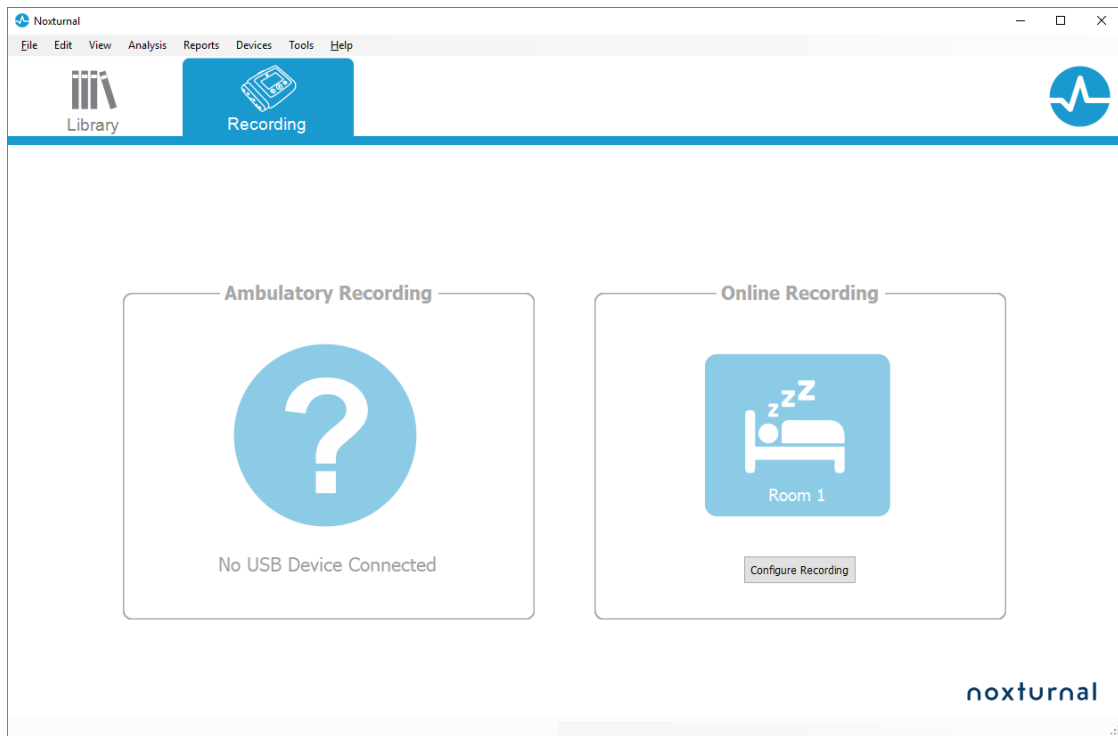 Noxturnal
File Edit View Analysis Reports Devices Tools Help
Library
Recording
Ambulatory Recording
?
No USB Device Connected
Online Recording
zzZ
Room 1
Configure Recording
noxturnal